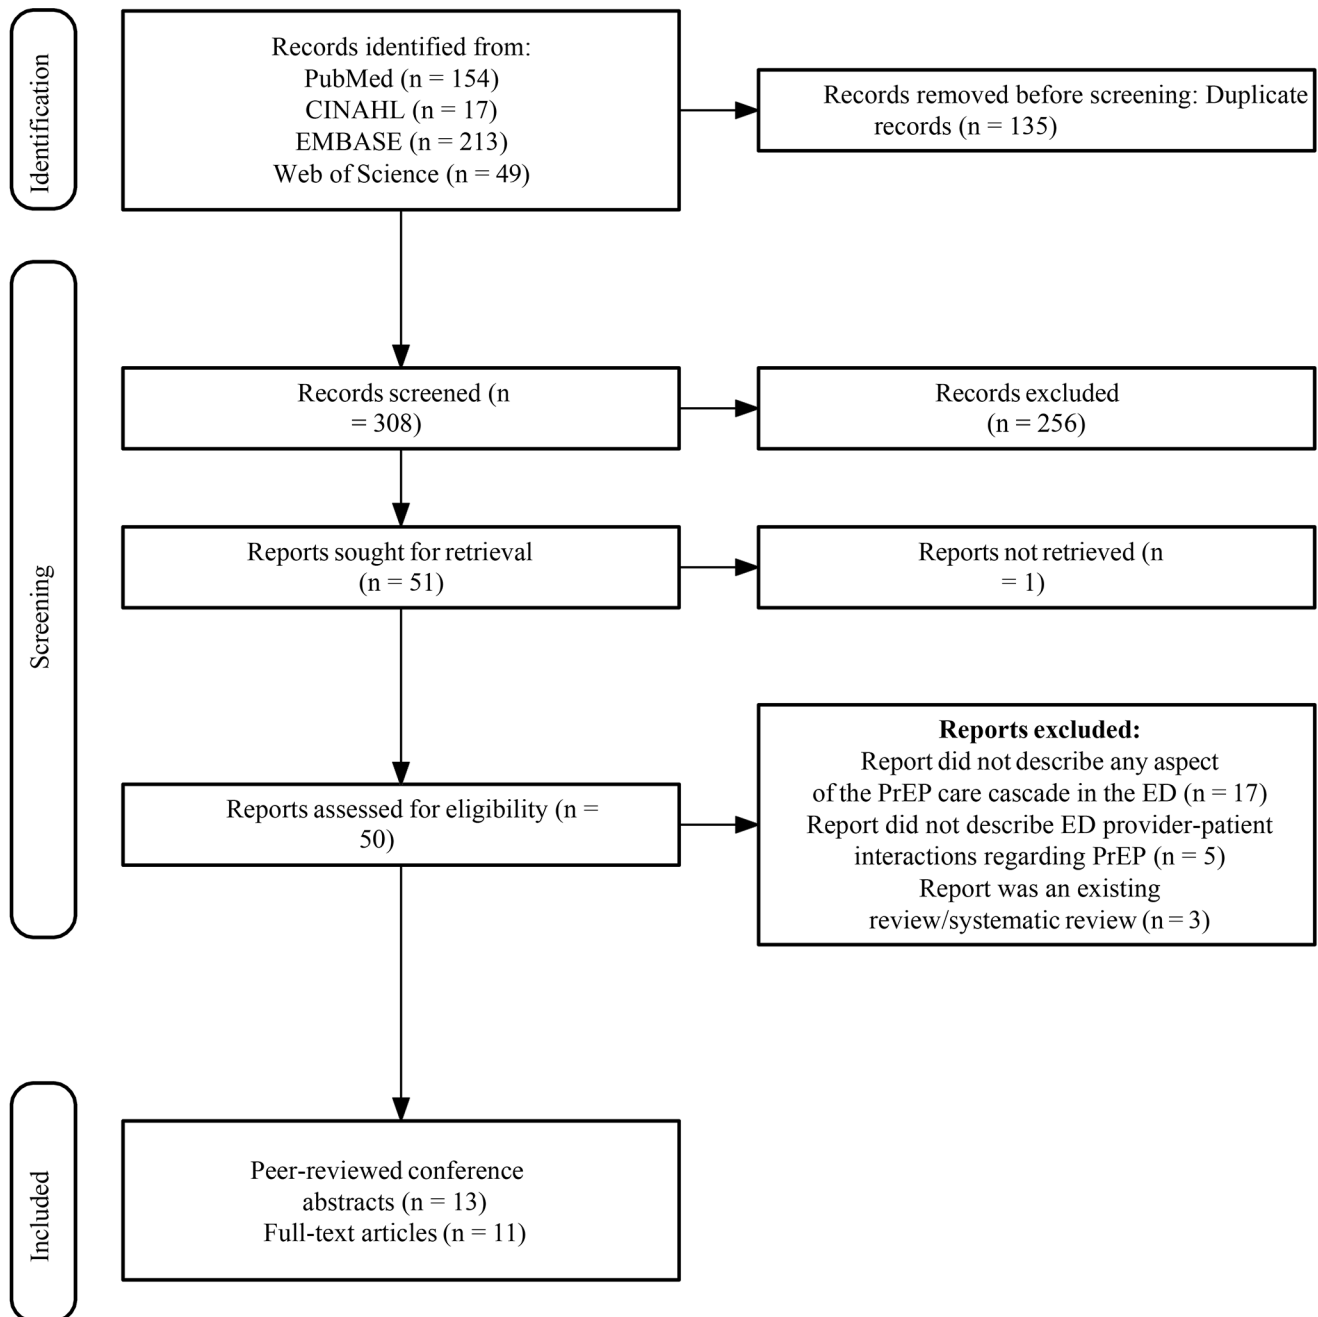 Identification
Records identified from:
PubMed (n = 154)
CINAHL (n = 17)
EMBASE (n = 213)
Web of Science (n = 49)
Records removed before screening: Duplicate
records (n = 135)
Screening
Records screened (n
= 308)
Records excluded
(n = 256)
Reports sought for retrieval
(n = 51)
Reports not retrieved (n
= 1)
Reports assessed for eligibility (n =
50)
Reports excluded:
Report did not describe any aspect
of the PrEP care cascade in the ED (n = 17)
Report did not describe ED provider-patient
interactions regarding PrEP (n = 5)
Report was an existing
review/systematic review (n = 3)
Included
Peer-reviewed conference
abstracts (n = 13)
Full-text articles (n = 11)